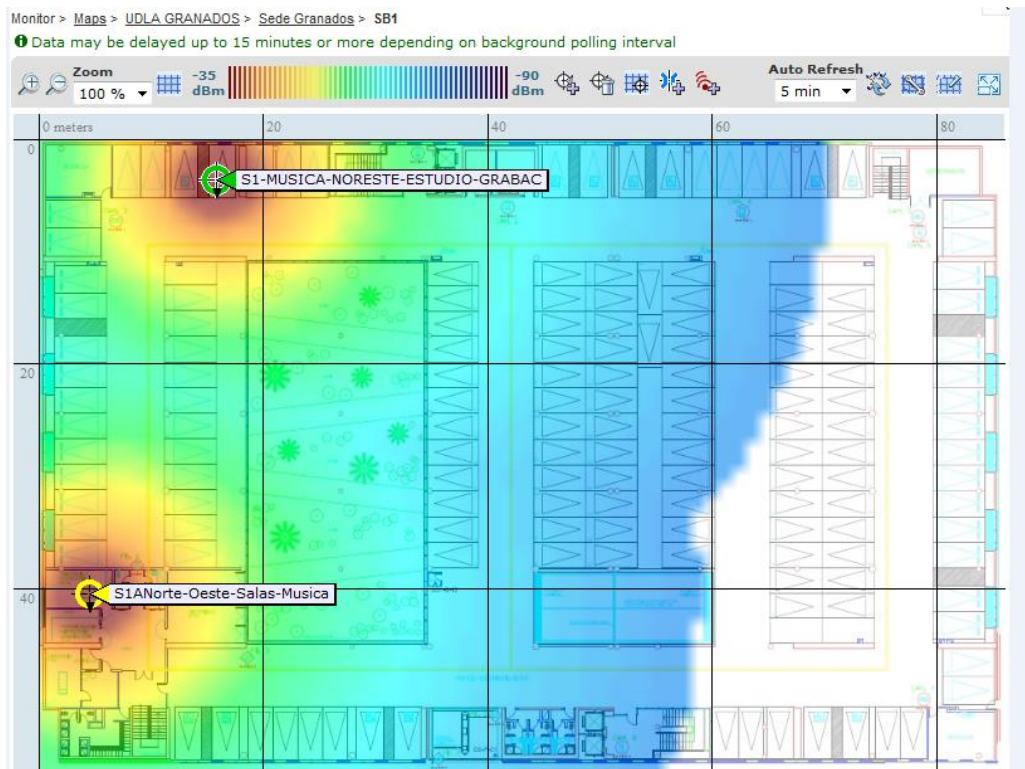 Monitor > Maps > UDLA GRANADOS > Sede Granados > SB1
Data may be delayed up to 15 minutes or more depending on background polling interval
Zoom
100 %
-35 dBm
-90 dBm
Auto Refresh
5 min
0 meters 20 40 60 80
0
S1-MUSICA-NORESTE-ESTUDIO-GRABAC
20
S1ANorte-Oeste-Salas-Musica
40